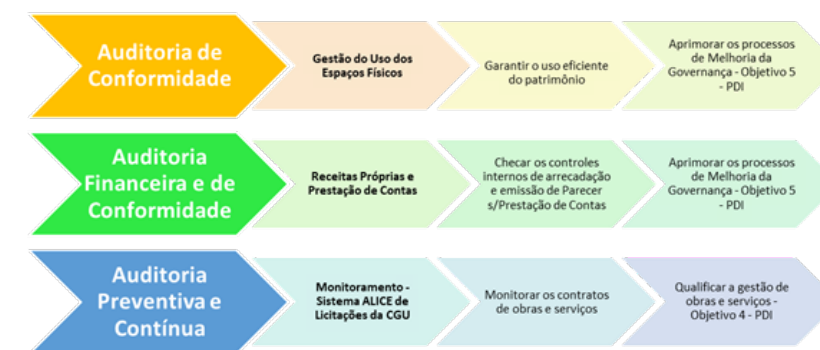 Auditoria de
Conformidade
Gestão do Uso dos
Espaços Físicos
Garantir o uso eficiente
do patrimônio
Aprimorar os processos
de Melhoria da
Governança - Objetivo 5
- PDI
Auditoria
Financeira e de
Conformidade
Receitas Próprias e
Prestação de Contas
Checar os controles
internos de arrecadação
e emissão de Parecer
s/Prestação de Contas
Aprimorar os processos
de Melhoria da
Governança - Objetivo 5
- PDI
Auditoria
Preventiva e
Contínua
Monitoramento -
Sistema ALICE de
Licitações da CGU
Monitorar os contratos
de obras e serviços
Qualificar a gestão de
obras e serviços -
Objetivo 4 - PDI